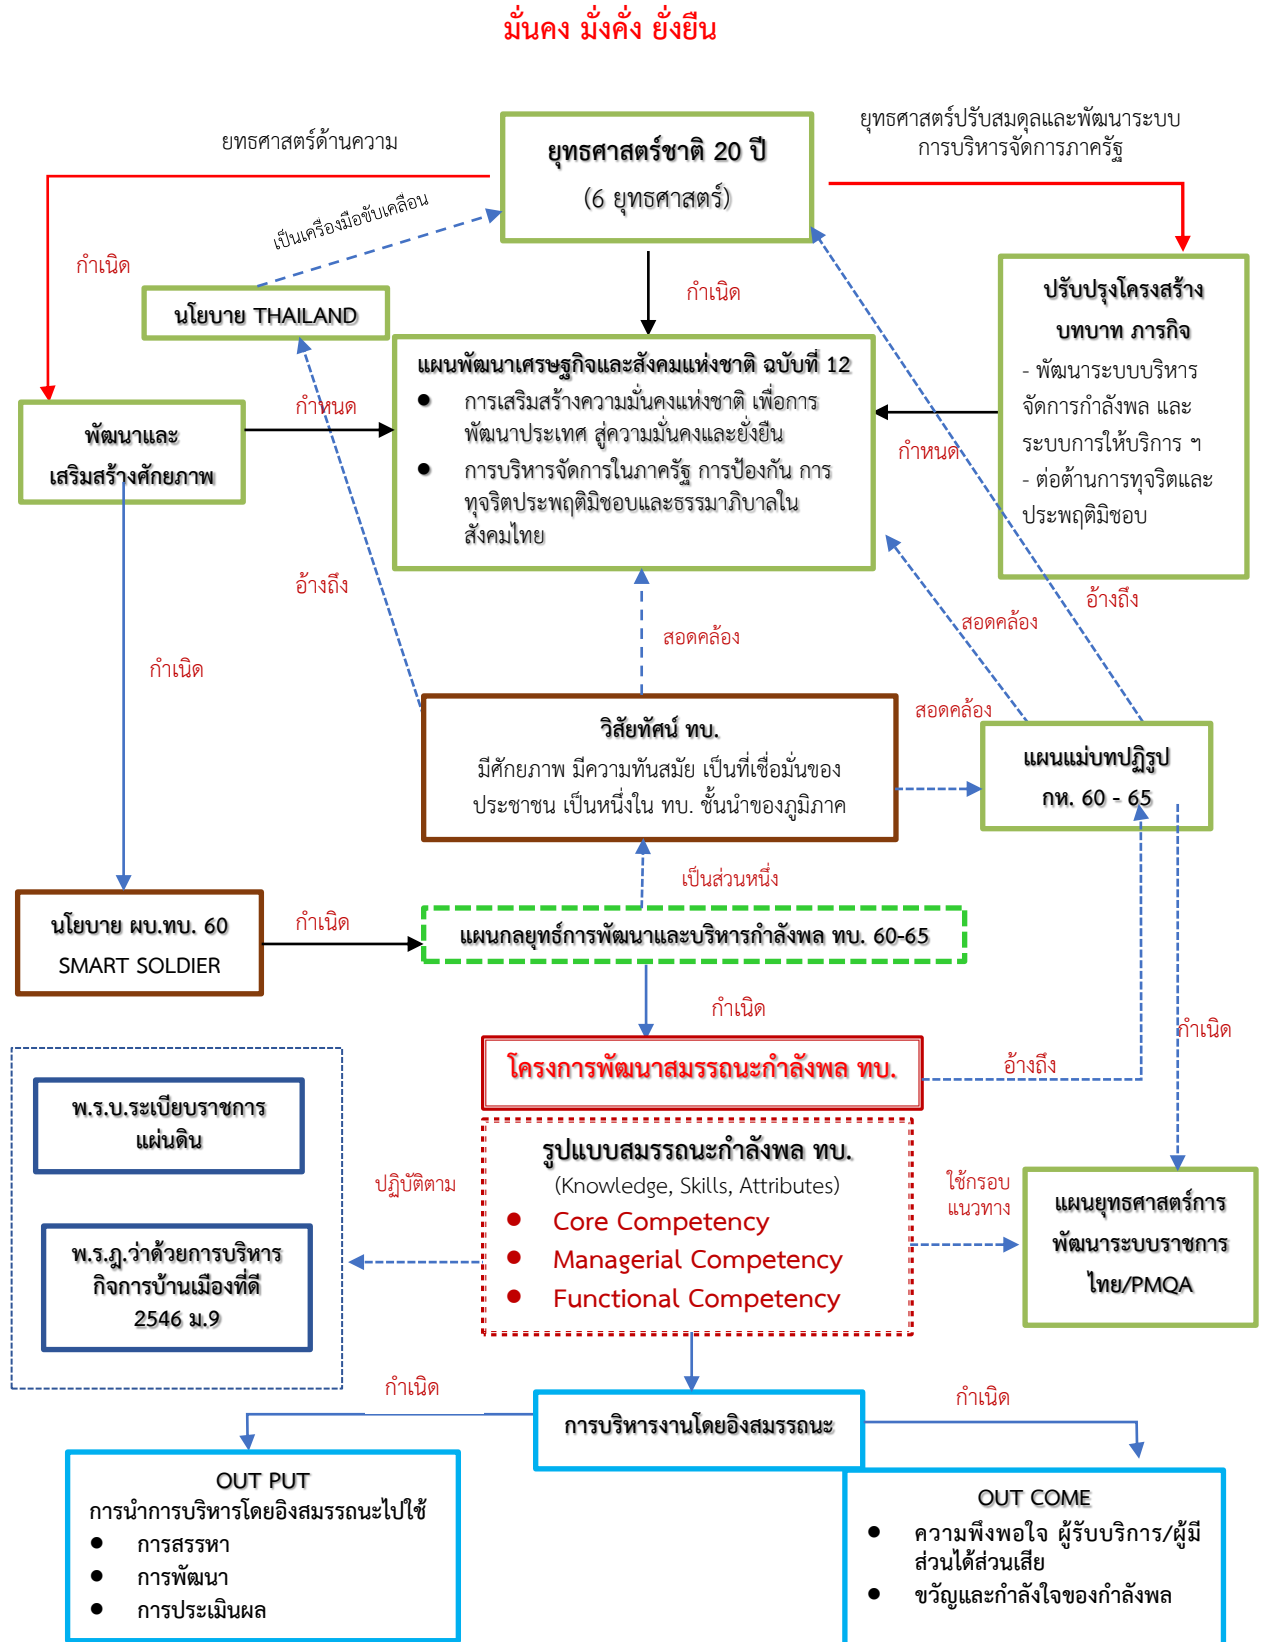 มั่นคง มั่งคั่ง ยั่งยืน
ยุทธศาสตร์ด้านความ
ยุทธศาสตร์ชาติ 20 ปี
(6 ยุทธศาสตร์)
ยุทธศาสตร์ปรับสมดุลและพัฒนาระบบ
การบริหารจัดการภาครัฐ
เป็นเครื่องมือขับเคลื่อน
กำเนิด
กำเนิด
นโยบาย THAILAND
ปรับปรุงโครงสร้าง
บทบาท ภารกิจ
- พัฒนาระบบบริหาร
จัดการกำลังพล และ
ระบบการให้บริการ ฯ
- ต่อต้านการทุจริตและ
ประพฤติมิชอบ
แผนพัฒนาเศรษฐกิจและสังคมแห่งชาติ ฉบับที่ 12
● การเสริมสร้างความมั่นคงแห่งชาติ เพื่อการ
พัฒนาประเทศ สู่ความมั่นคงและยั่งยืน
● การบริหารจัดการในภาครัฐ การป้องกัน การ
ทุจริตประพฤติมิชอบและธรรมาภิบาลใน
สังคมไทย
กำหนด
กำหนด
พัฒนาและ
เสริมสร้างศักยภาพ
อ้างถึง
อ้างถึง
สอดคล้อง
สอดคล้อง
กำเนิด
สอดคล้อง
วิสัยทัศน์ ทบ.
มีศักยภาพ มีความทันสมัย เป็นที่เชื่อมั่นของ
ประชาชน เป็นหนึ่งใน ทบ. ชั้นนำของภูมิภาค
แผนแม่บทปฏิรูป
กห. 60 - 65
เป็นส่วนหนึ่ง
นโยบาย ผบ.ทบ. 60
SMART SOLDIER
กำเนิด
แผนกลยุทธ์การพัฒนาและบริหารกำลังพล ทบ. 60-65
กำเนิด
กำเนิด
โครงการพัฒนาสมรรถนะกำลังพล ทบ.
อ้างถึง
พ.ร.บ.ระเบียบราชการ
แผ่นดิน
รูปแบบสมรรถนะกำลังพล ทบ.
(Knowledge, Skills, Attributes)
● Core Competency
● Managerial Competency
● Functional Competency
ปฏิบัติตาม
ใช้กรอบ
แนวทาง
แผนยุทธศาสตร์การ
พัฒนาระบบราชการ
ไทย/PMQA
พ.ร.ฎ.ว่าด้วยการบริหาร
กิจการบ้านเมืองที่ดี
2546 ม.9
กำเนิด
กำเนิด
การบริหารงานโดยอิงสมรรถนะ
OUT PUT
การนำการบริหารโดยอิงสมรรถนะไปใช้
● การสรรหา
● การพัฒนา
● การประเมินผล
OUT COME
● ความพึงพอใจ ผู้รับบริการ/ผู้มี
ส่วนได้ส่วนเสีย
● ขวัญและกำลังใจของกำลังพล